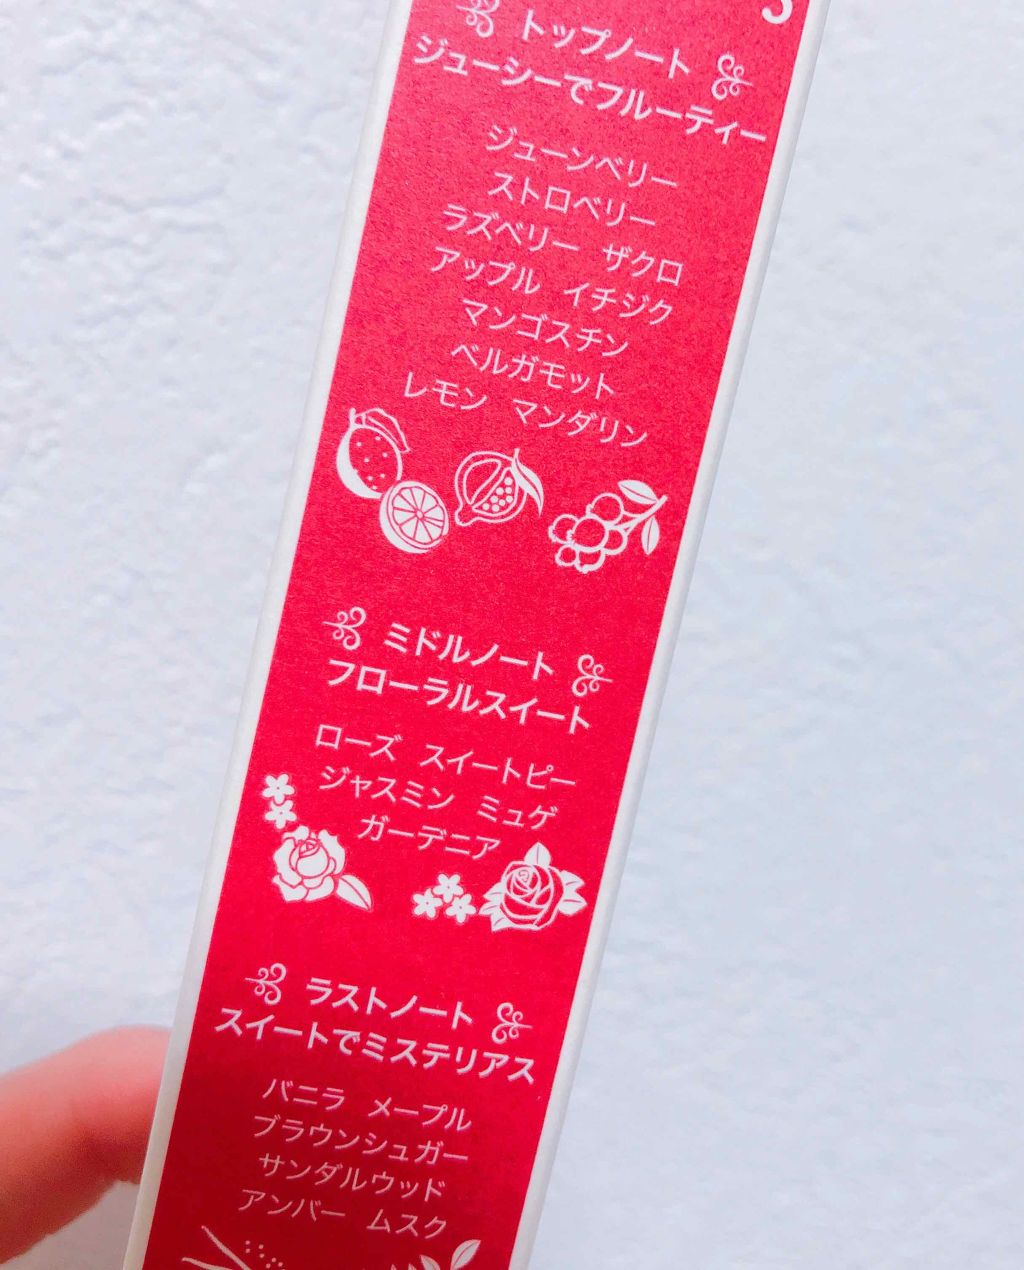 トップノート
ジューシーでフルーティー
ジューンベリー
ストロベリー
ラズベリー ザクロ
アップル イチジク
マンゴスチン
ベルガモット
レモン マンダリン
ミドルノート
フローラルスイート
ローズ スイートピー
ジャスミン ミュゲ
ガーデニア
ラストノート
スイートでミステリアス
バニラ メープル
ブラウンシュガー
サンダルウッド
アンバー ムスク